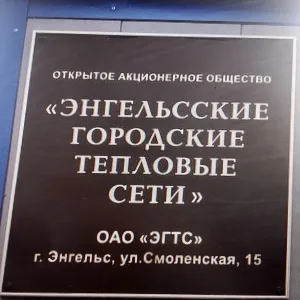 ОТКРЫТОЕ АКЦИОНЕРНОЕ ОБЩЕСТВО
«ЭНГЕЛЬССКИЕ
ГОРОДСКИЕ
ТЕПЛОВЫЕ
СЕТИ»
ОАО «ЭГТС»
г. Энгельс, ул.Смоленская, 15